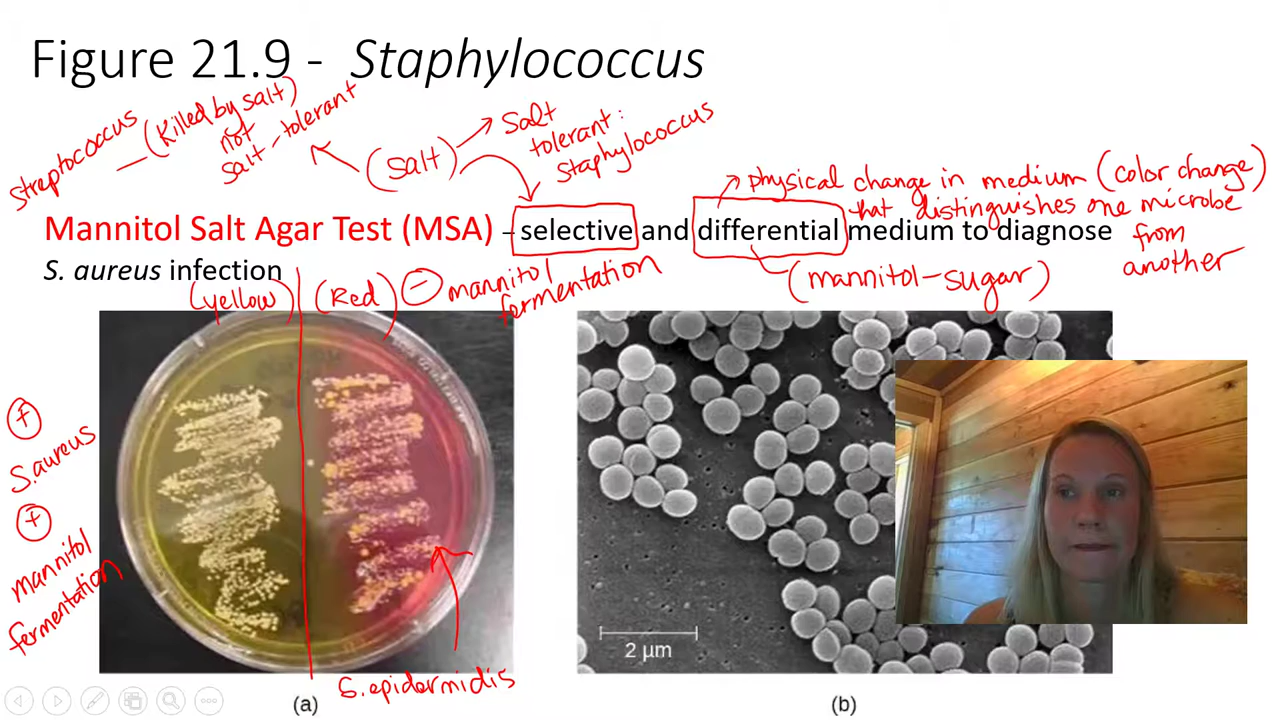 Figure 21.9 - Staphylococcus
streptococcus
— (Killed by salt)
not
salt-tolerant
(salt)
Salt
tolerant:
staphylococcus
physical change in medium (color change)
that distinguishes one microbe
from
another
Mannitol Salt Agar Test (MSA) – selective and differential medium to diagnose
S. aureus infection
(yellow)
(Red)
- mannitol
fermentation
(mannitol-sugar)
+
S. aureus
+
mannitol
fermentation
S. epidermidis
2 µm
(a)
(b)